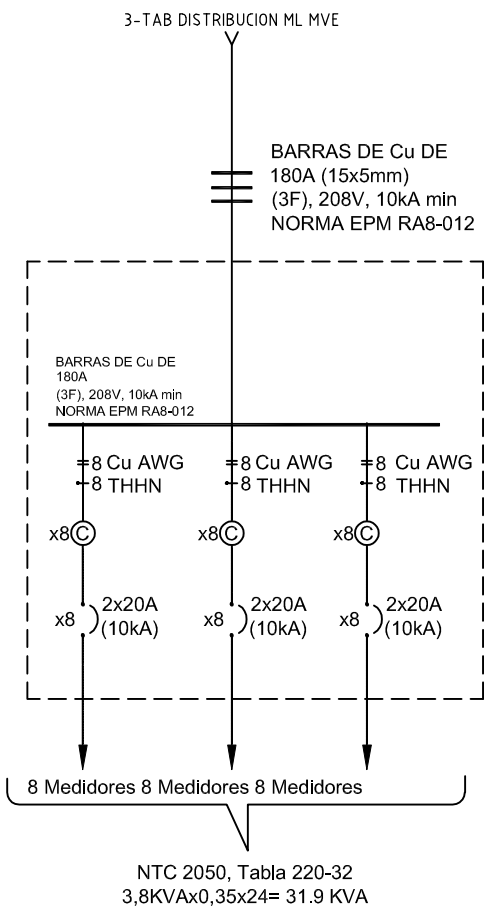 3-TAB DISTRIBUCION ML MVE
BARRAS DE Cu DE
180A (15x5mm)
(3F), 208V, 10kA min
NORMA EPM RA8-012
BARRAS DE Cu DE
180A
(3F), 208V, 10kA min
NORMA EPM RA8-012
8 Cu AWG 8 Cu AWG 8 Cu AWG
8 THHN 8 THHN 8 THHN
x8 C x8 C x8 C
2x20A 2x20A 2x20A
x8 x8 x8
(10kA) (10kA) (10kA)
8 Medidores 8 Medidores 8 Medidores
NTC 2050, Tabla 220-32
3,8KVAx0,35x24= 31.9 KVA